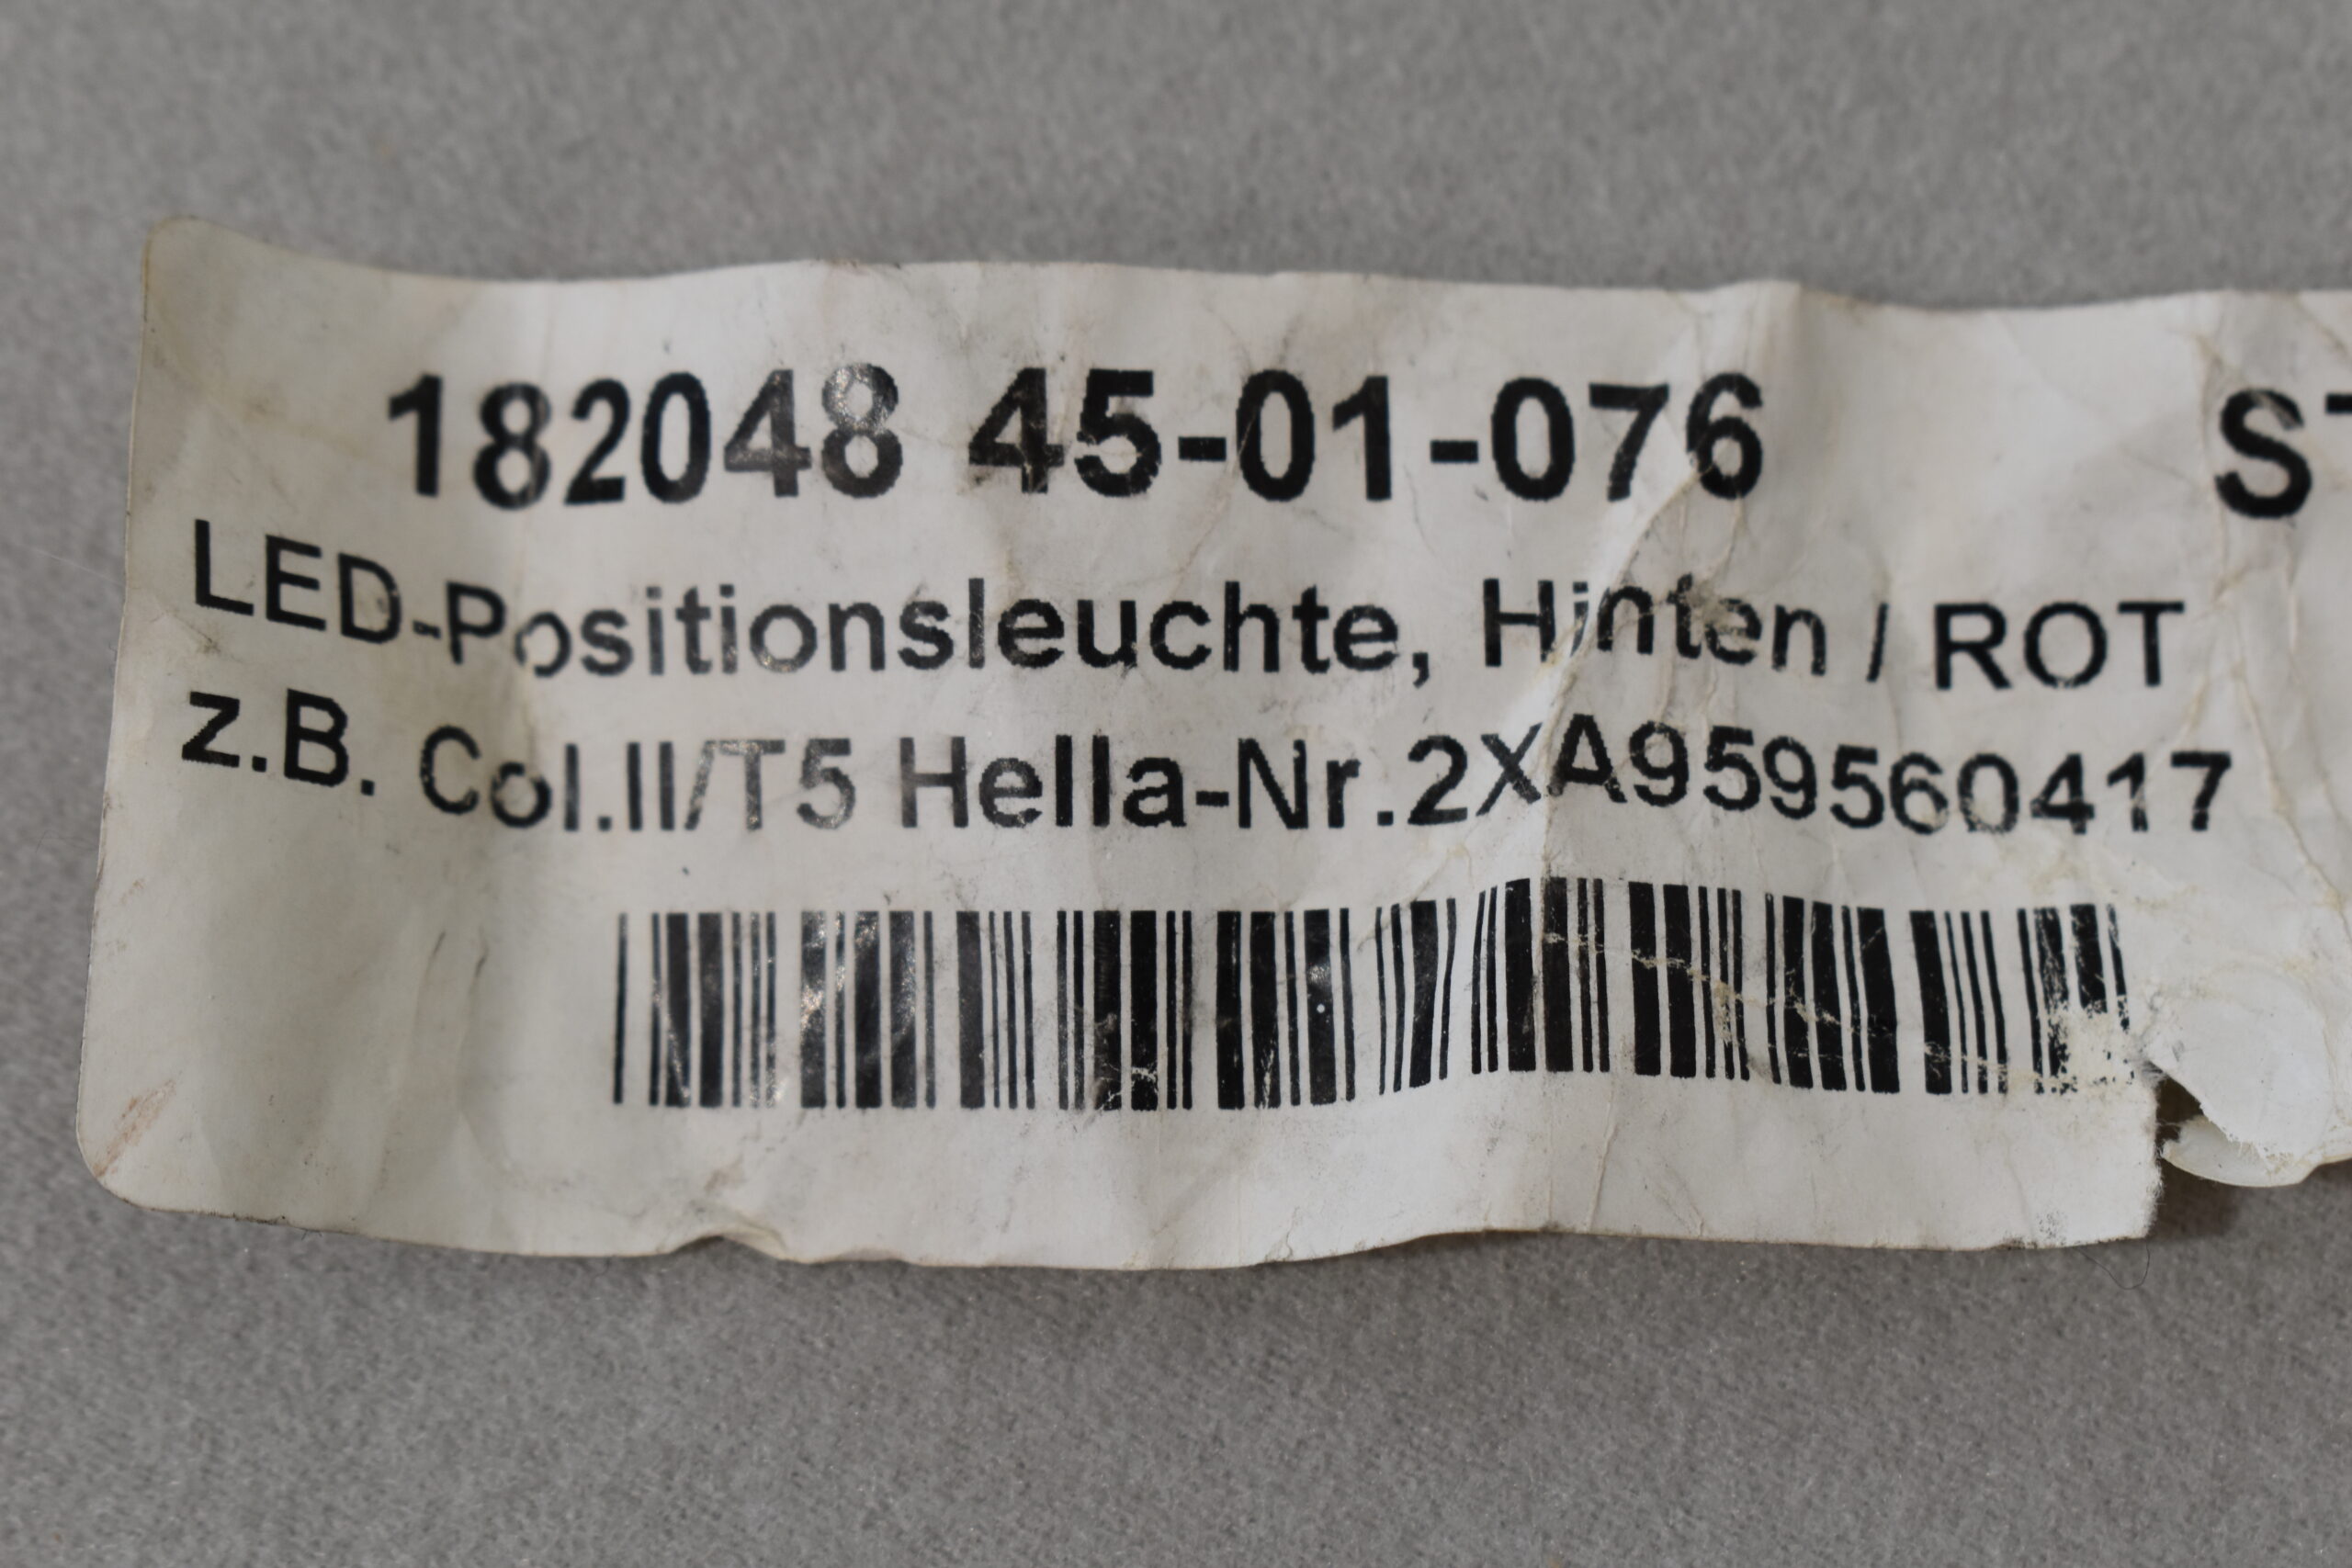 182048 45-01-076
LED-Positionsleuchte, Hinten / ROT
z.B. Col.II/T5 Hella-Nr.2XA959560417